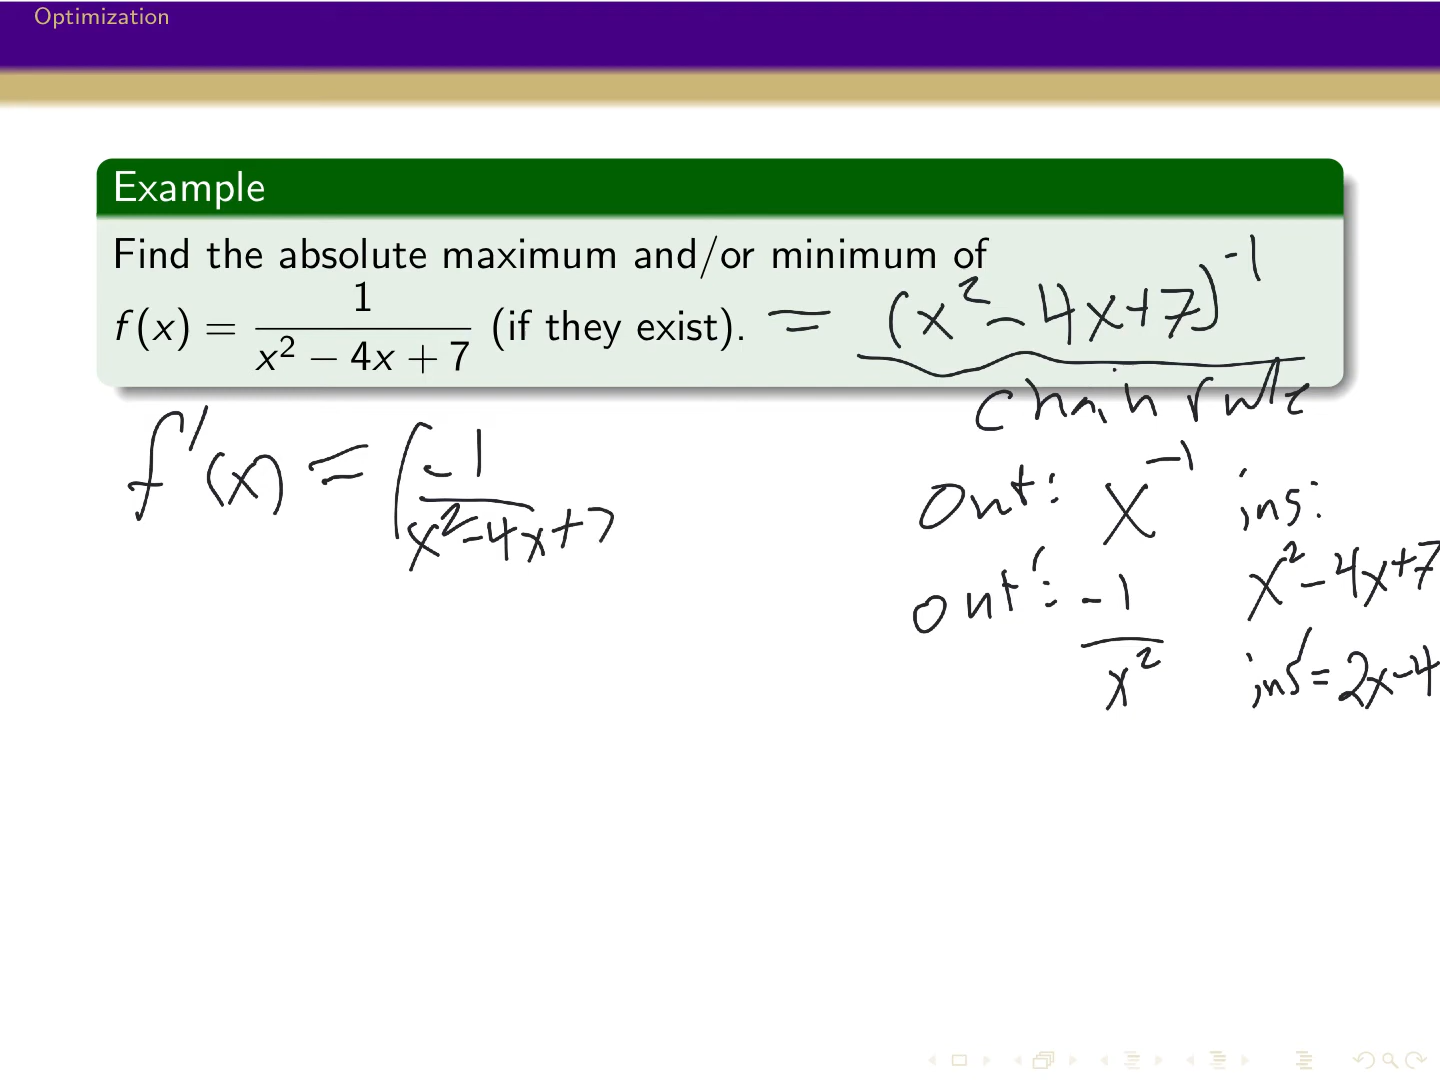 Optimization
Example
Find the absolute maximum and/or minimum of
f(x) = 1/(x² − 4x + 7) (if they exist). = (x² − 4x + 7)⁻¹
chain rule
f'(x) = ( -1/x² − 4x + 7
out: x⁻¹ ins:
x² − 4x + 7
out': -1/x²
ins' = 2x − 4